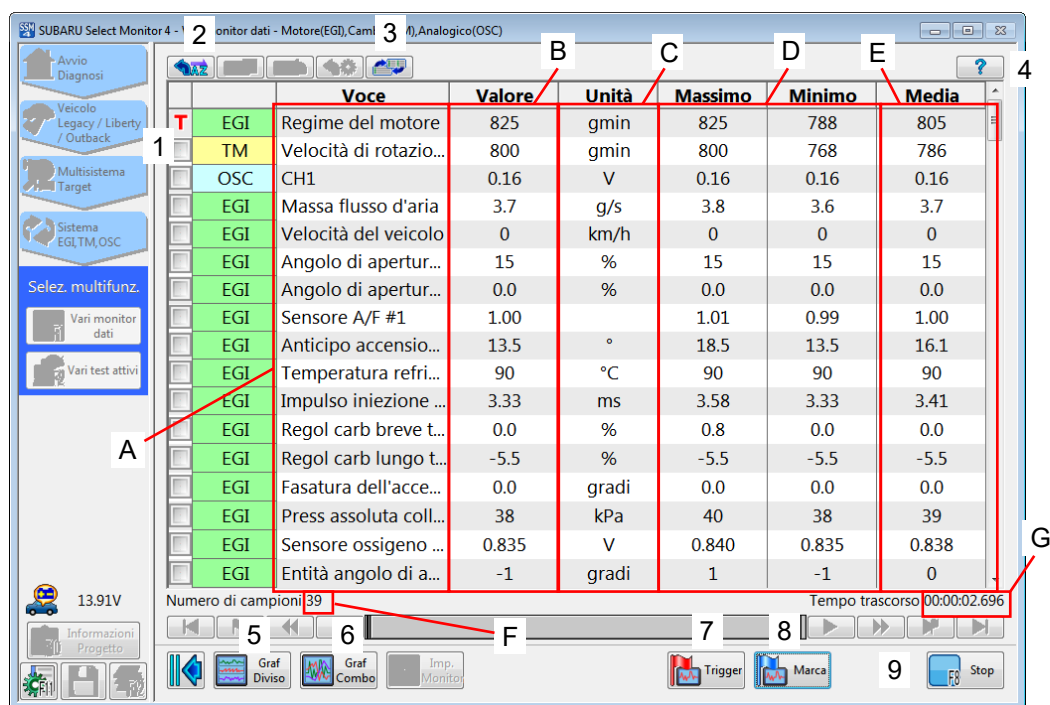 SUBARU Select Monitor 4 - V onitor dati - Motore(EGI),Cam M),Analogico(OSC)
2
3
B
C
D
E
4
Avvio
Diagnosi
AZ
?
Veicolo
Legacy / Liberty
/ Outback
Multisistema
Target
Sistema
EGI,TM,OSC
Selez. multifunz.
Vari monitor
dati
F1
Vari test attivi
F2
1
A
Voce Valore Unità Massimo Minimo Media
T EGI Regime del motore 825 gmin 825 788 805
TM Velocità di rotazio... 800 gmin 800 768 786
OSC CH1 0.16 V 0.16 0.16 0.16
EGI Massa flusso d'aria 3.7 g/s 3.8 3.6 3.7
EGI Velocità del veicolo 0 km/h 0 0 0
EGI Angolo di apertur... 15 % 15 15 15
EGI Angolo di apertur... 0.0 % 0.0 0.0 0.0
EGI Sensore A/F #1 1.00 1.01 0.99 1.00
EGI Anticipo accensio... 13.5 ° 18.5 13.5 16.1
EGI Temperatura refri... 90 °C 90 90 90
EGI Impulso iniezione ... 3.33 ms 3.58 3.33 3.41
EGI Regol carb breve t... 0.0 % 0.8 0.0 0.0
EGI Regol carb lungo t... -5.5 % -5.5 -5.5 -5.5
EGI Fasatura dell'acce... 0.0 gradi 0.0 0.0 0.0
EGI Press assoluta coll... 38 kPa 40 38 39
EGI Sensore ossigeno ... 0.835 V 0.840 0.835 0.838
EGI Entità angolo di a... -1 gradi 1 -1 0
G
13.91V
Numero di campioni 39
Tempo trascorso 00:00:02.696
F
5
6
7
8
9
Informazioni
Progetto
Graf
Diviso
Graf
Combo
Imp.
Monitor
Trigger
Marca
F8 Stop
F11
F12